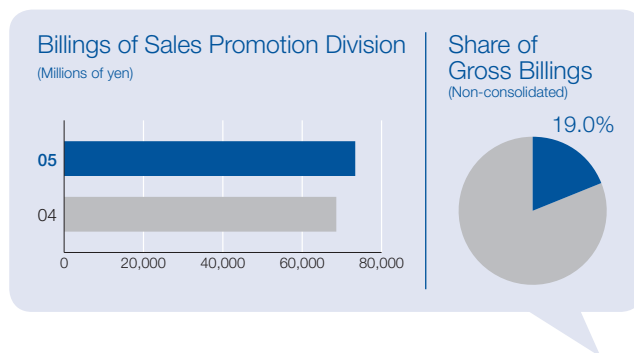 Billings of Sales Promotion Division
(Millions of yen)
05
04
0 20,000 40,000 60,000 80,000
Share of
Gross Billings
(Non-consolidated)
19.0%